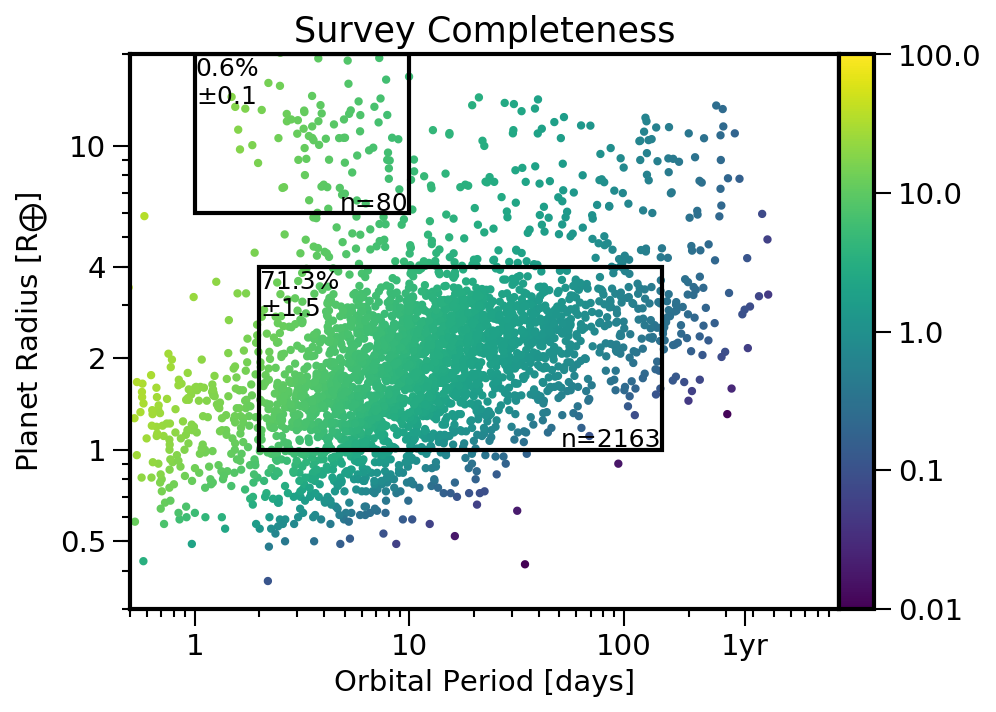 Survey Completeness
0.6%
±0.1
n=80
71.3%
±1.5
n=2163
10
4
2
1
0.5
Planet Radius [R⨁]
1
10
100
1yr
Orbital Period [days]
100.0
10.0
1.0
0.1
0.01